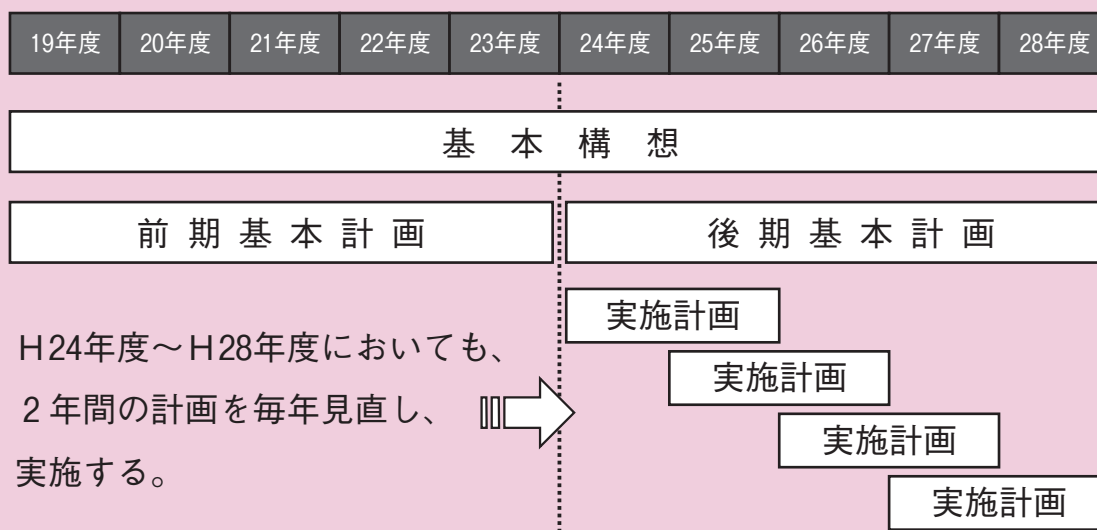 19年度 20年度 21年度 22年度 23年度 24年度 25年度 26年度 27年度 28年度
基本構想
前期基本計画 後期基本計画
実施計画
H24年度～H28年度においても、
実施計画
2年間の計画を毎年見直し、
実施計画
実施する。
実施計画